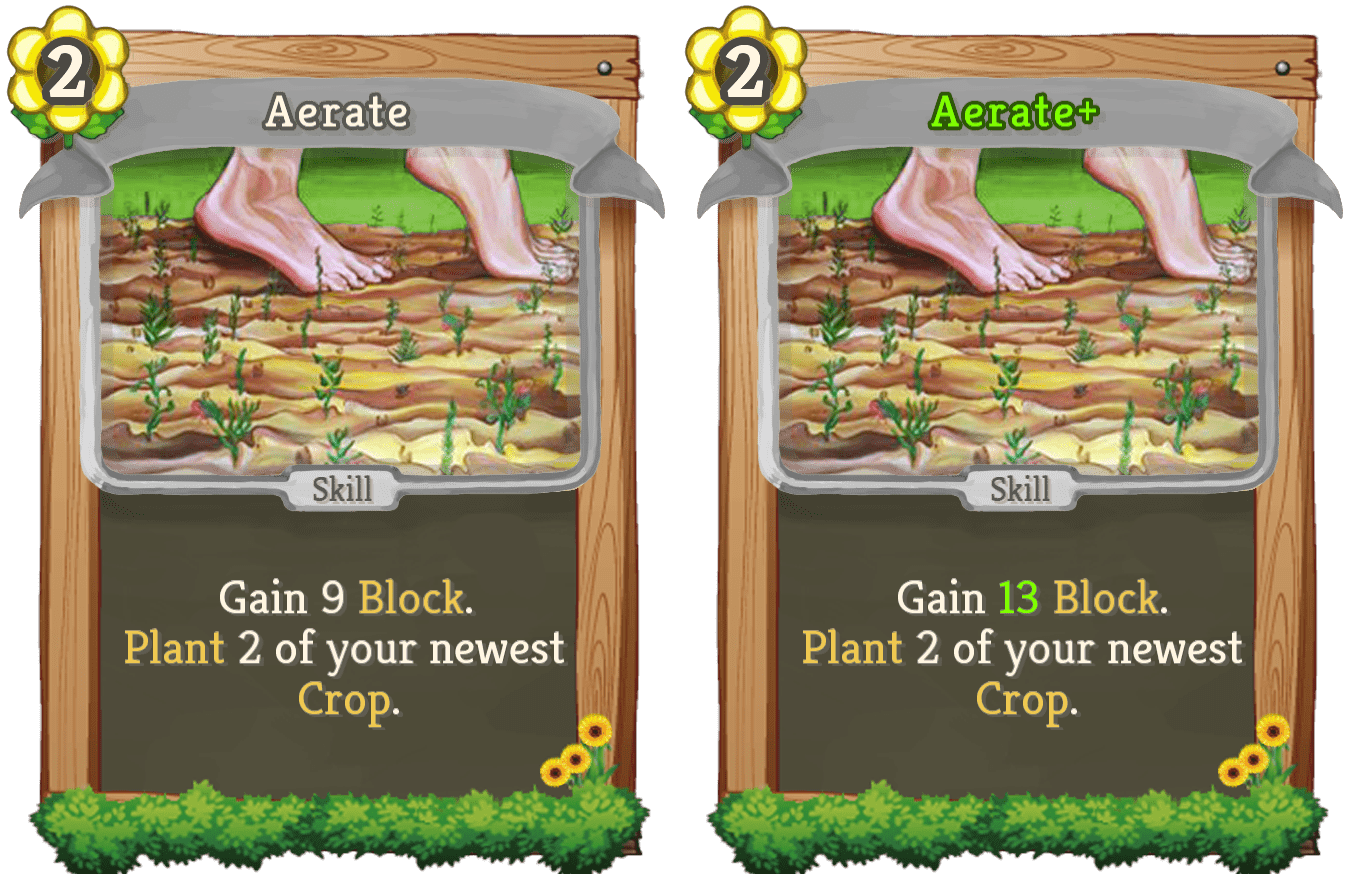 2
Aerate
Skill
Gain 9 Block.
Plant 2 of your newest
Crop.
2
Aerate+
Skill
Gain 13 Block.
Plant 2 of your newest
Crop.